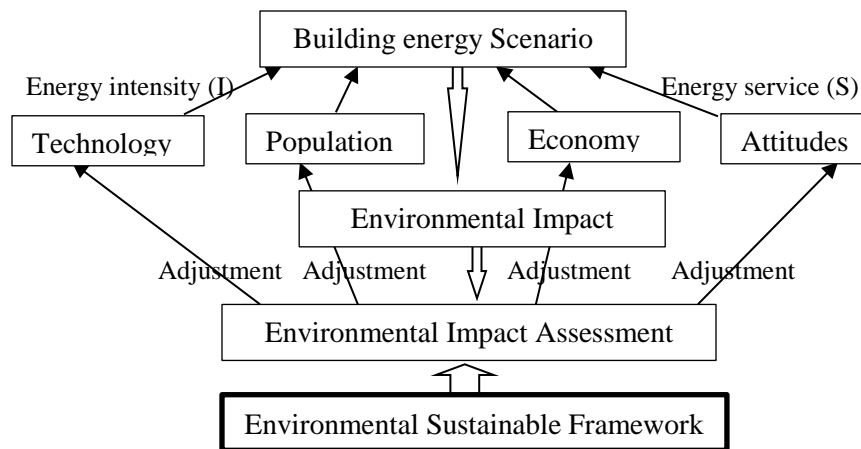 Building energy Scenario
Energy intensity (I)
Energy service (S)
Technology
Population
Economy
Attitudes
Environmental Impact
Adjustment
Adjustment
Adjustment
Adjustment
Environmental Impact Assessment
Environmental Sustainable Framework